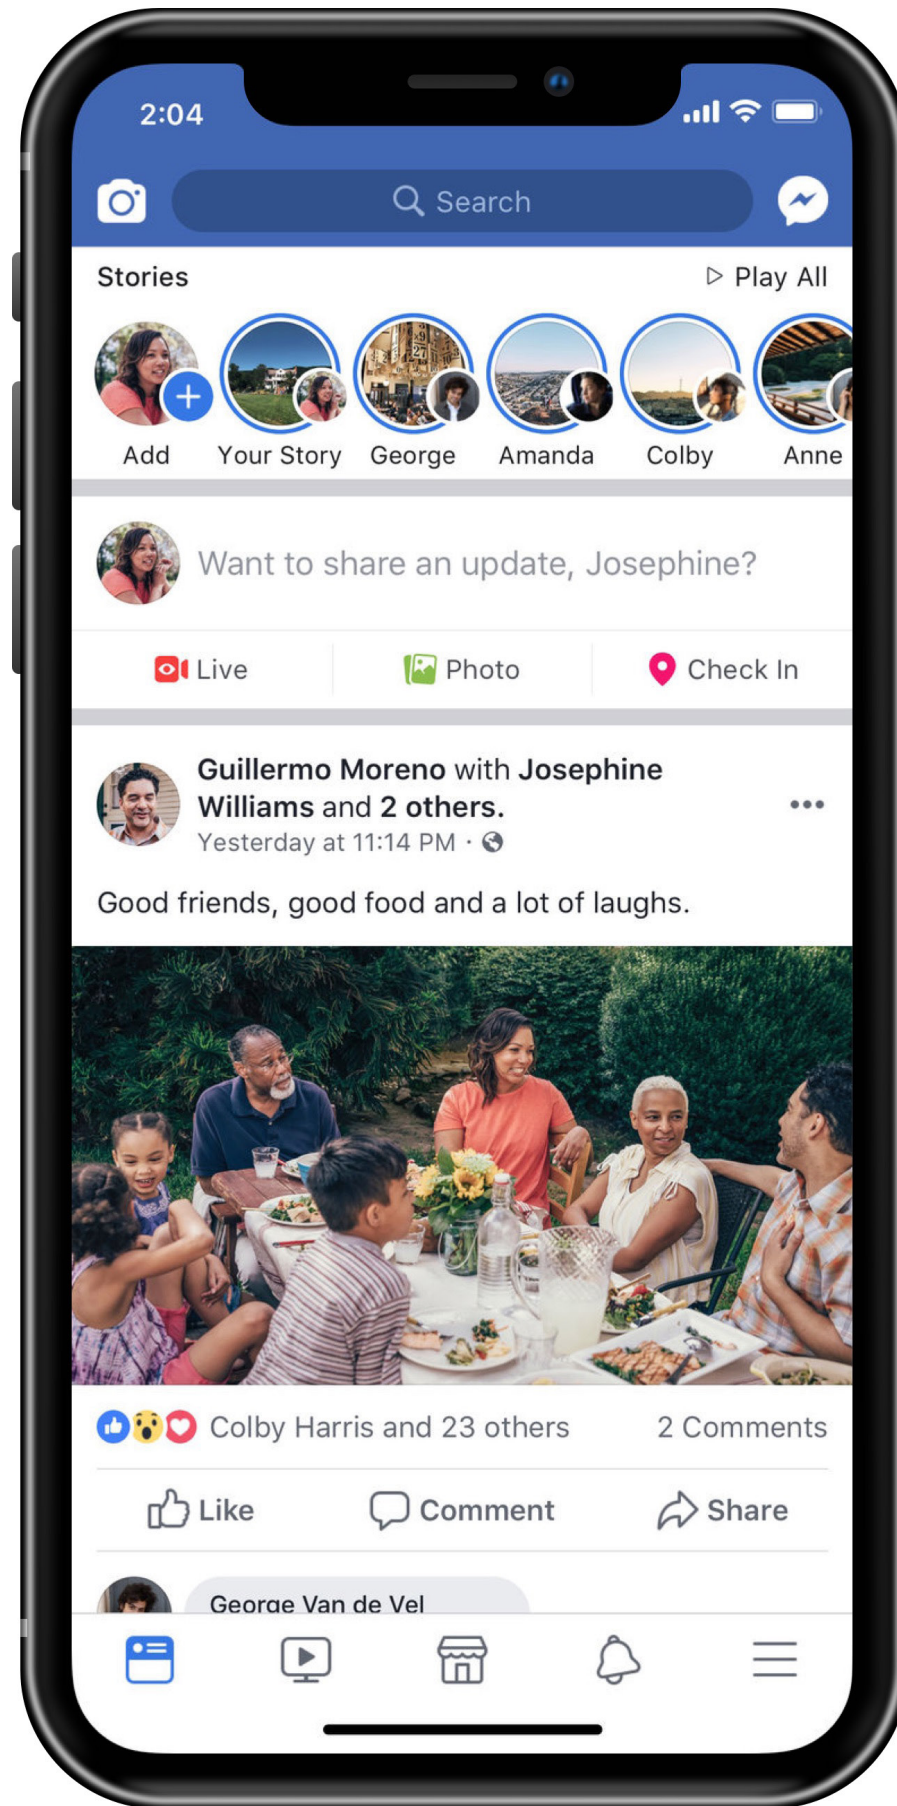 2:04
Search
Stories
Play All
Add
Your Story
George
Amanda
Colby
Anne
Want to share an update, Josephine?
Live
Photo
Check In
Guillermo Moreno with Josephine
Williams and 2 others.
Yesterday at 11:14 PM ·
Good friends, good food and a lot of laughs.
Colby Harris and 23 others
2 Comments
Like
Comment
Share
George Van de Vel